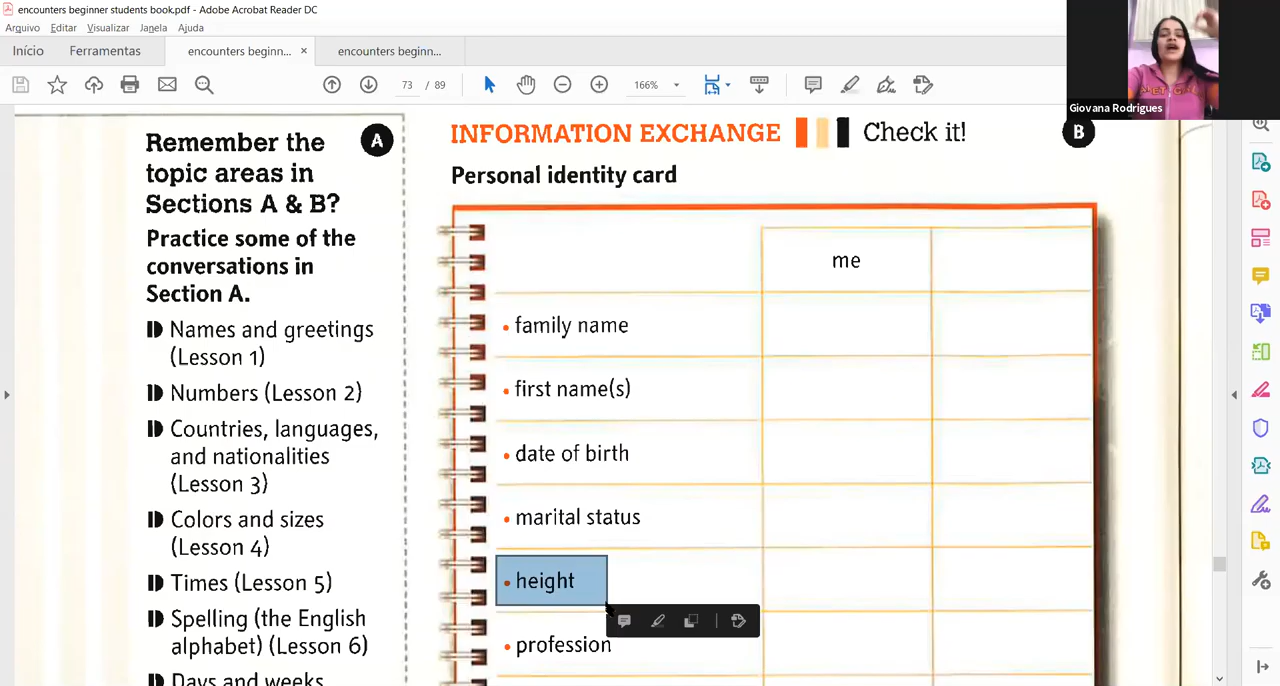 encounters beginner students book.pdf - Adobe Acrobat Reader DC
Arquivo Editar Visualizar Janela Ajuda
Início Ferramentas encounters beginn... × encounters beginn...
73 / 89 166%
Giovana Rodrigues
Remember the
topic areas in
Sections A & B?
Practice some of the
conversations in
Section A.
Names and greetings
(Lesson 1)
Numbers (Lesson 2)
Countries, languages,
and nationalities
(Lesson 3)
Colors and sizes
(Lesson 4)
Times (Lesson 5)
Spelling (the English
alphabet) (Lesson 6)
Days and weeks
A
INFORMATION EXCHANGE Check it!
B
Personal identity card
me
• family name
• first name(s)
• date of birth
• marital status
• height
• profession